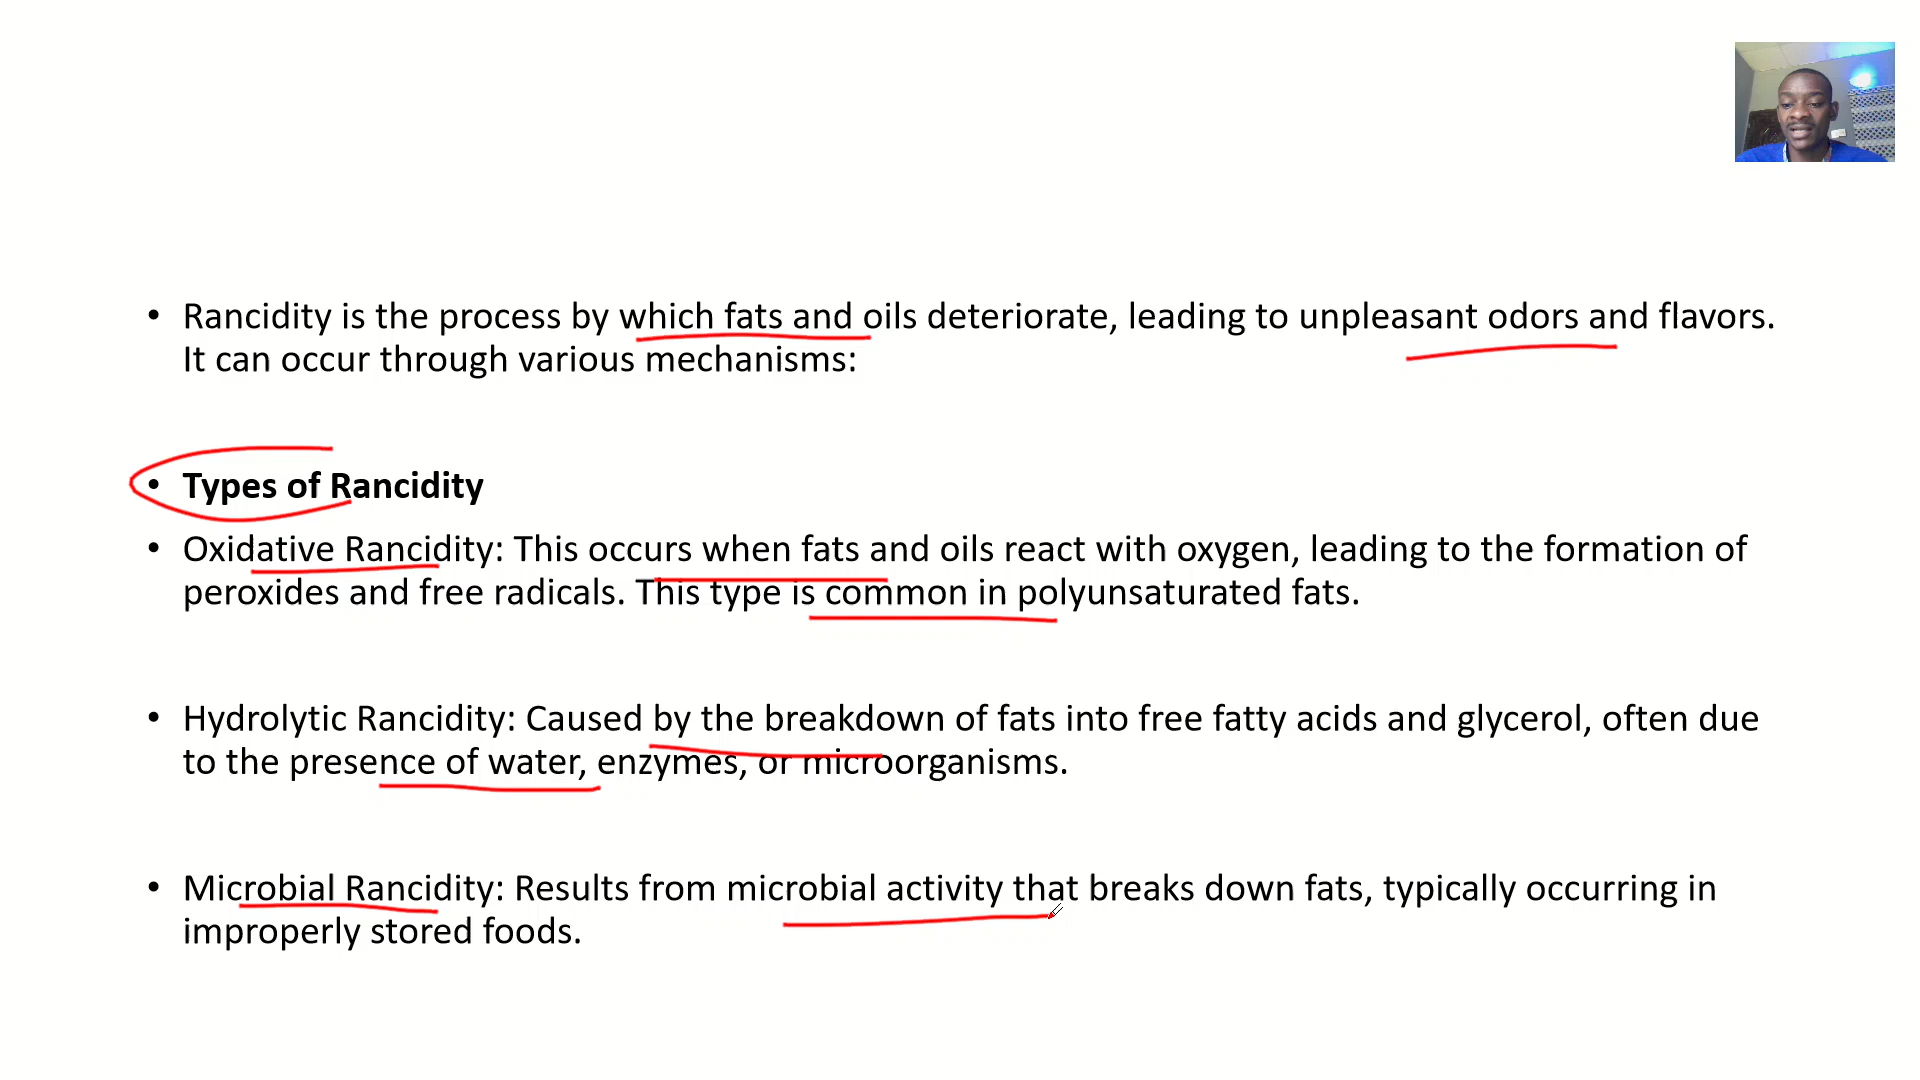 • Rancidity is the process by which fats and oils deteriorate, leading to unpleasant odors and flavors.
It can occur through various mechanisms:
• Types of Rancidity
• Oxidative Rancidity: This occurs when fats and oils react with oxygen, leading to the formation of
peroxides and free radicals. This type is common in polyunsaturated fats.
• Hydrolytic Rancidity: Caused by the breakdown of fats into free fatty acids and glycerol, often due
to the presence of water, enzymes, or microorganisms.
• Microbial Rancidity: Results from microbial activity that breaks down fats, typically occurring in
improperly stored foods.